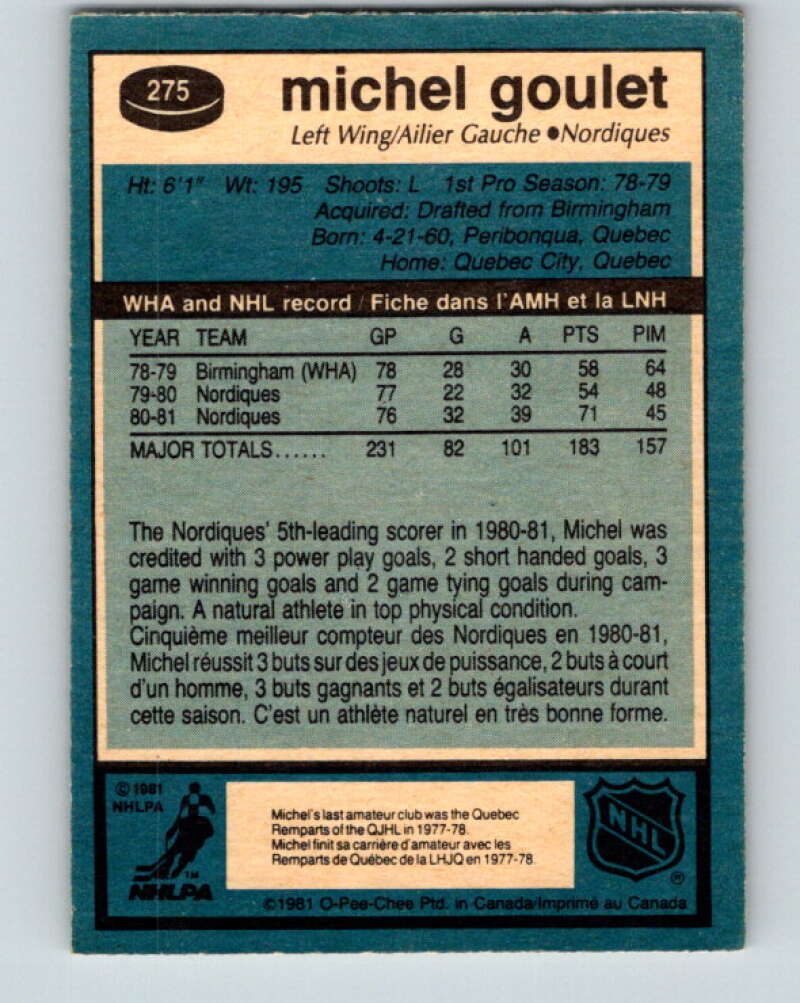 275
michel goulet
Left Wing/Ailier Gauche ●Nordiques
Ht: 6'1" Wt: 195 Shoots: L 1st Pro Season: 78-79
Acquired: Drafted from Birmingham
Born: 4-21-60, Peribonqua, Quebec
Home: Quebec City, Quebec
WHA and NHL record / Fiche dans l'AMH et la LNH
YEAR TEAM GP G A PTS PIM
78-79 Birmingham (WHA) 78 28 30 58 64
79-80 Nordiques 77 22 32 54 48
80-81 Nordiques 76 32 39 71 45
MAJOR TOTALS...... 231 82 101 183 157
The Nordiques' 5th-leading scorer in 1980-81, Michel was
credited with 3 power play goals, 2 short handed goals, 3
game winning goals and 2 game tying goals during cam-
paign. A natural athlete in top physical condition.
Cinquième meilleur compteur des Nordiques en 1980-81,
Michel réussit 3 buts sur des jeux de puissance, 2 buts à court
d'un homme, 3 buts gagnants et 2 buts égalisateurs durant
cette saison. C'est un athlète naturel en très bonne forme.
© 1981
NHLPA
TM
NHLPA
Michel's last amateur club was the Quebec
Remparts of the QJHL in 1977-78.
Michel finit sa carrière d'amateur avec les
Remparts de Québec de la LHJQ en 1977-78.
NHL
®
©1981 O-Pee-Chee Ptd. in Canada/Imprimé au Canada